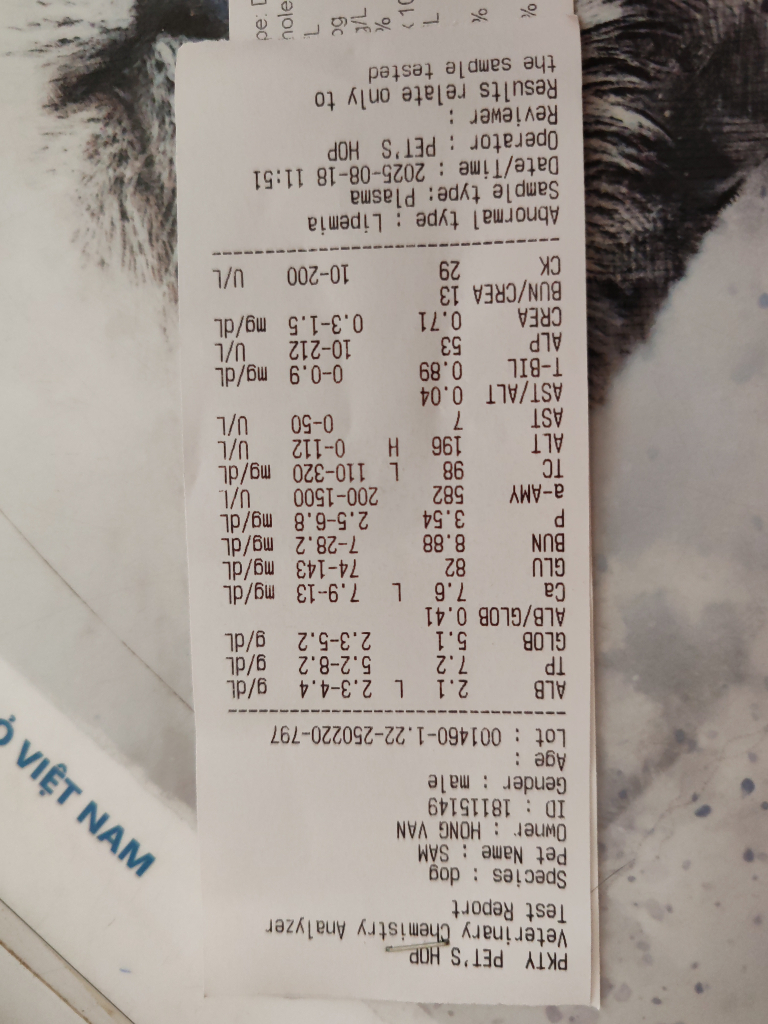 PKTY PET'S HOP
Veterinary Chemistry Analyzer
Test Report
Species : dog
Pet Name : SAM
Owner : HONG VAN
ID : 18115149
Gender : male
Age :
Lot : 001460-1.22-250220-797
ALB 2.1 L 2.3-4.4 g/dL
TP 7.2 5.2-8.2 g/dL
GLOB 5.1 2.3-5.2 g/dL
ALB/GLOB 0.41
Ca 7.6 L 7.9-13 mg/dL
GLU 82 74-143 mg/dL
BUN 8.88 7-28.2 mg/dL
P 3.54 2.5-6.8 mg/dL
a-AMY 582 200-1500 U/L
TC 98 L 110-320 mg/dL
ALT 196 H 0-112 U/L
AST 7 0-50 U/L
AST/ALT 0.04
T-BIL 0.89 0-0.9 mg/dL
ALP 53 10-212 U/L
CREA 0.71 0.3-1.5 mg/dL
BUN/CREA 13
CK 29 10-200 U/L
Abnormal type : Lipemia
Sample type: Plasma
Date/Time : 2025-08-18 11:51
Operator : PET'S HOP
Reviewer :
Results relate only to
the sample tested
VIỆT NAM